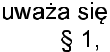 uważa się
§ 1,